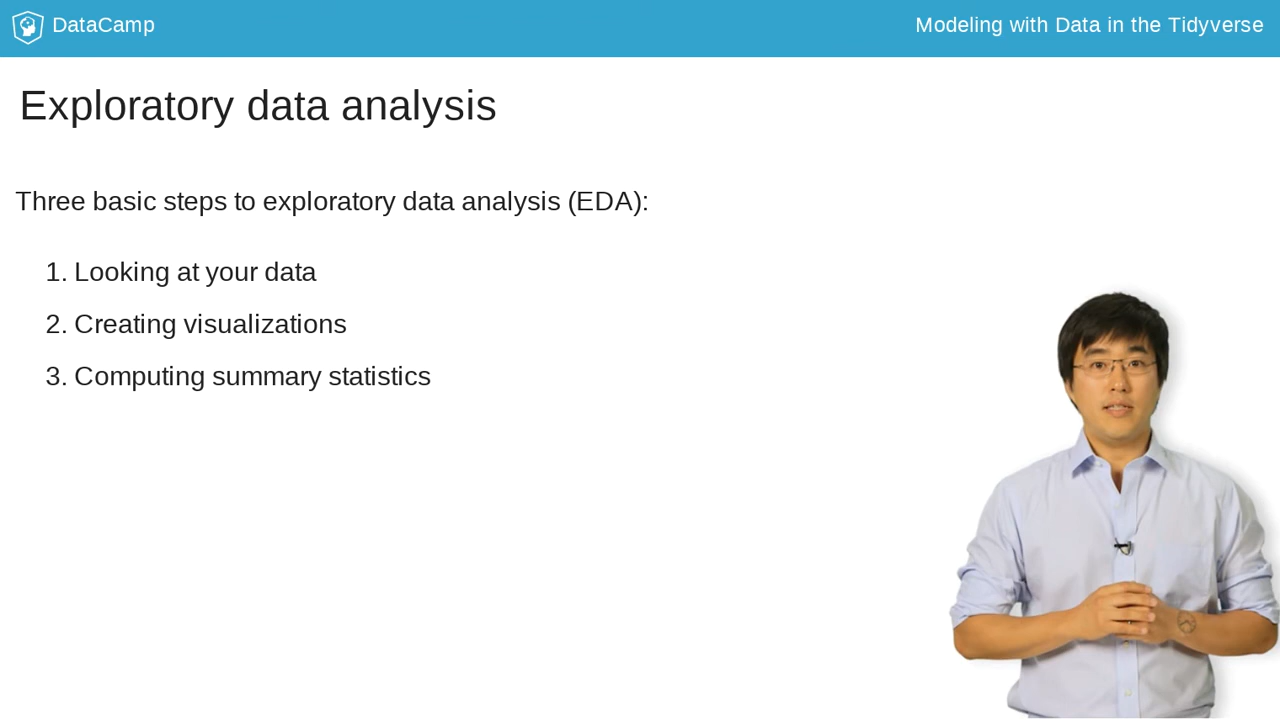 DataCamp
Modeling with Data in the Tidyverse
Exploratory data analysis
Three basic steps to exploratory data analysis (EDA):
1. Looking at your data
2. Creating visualizations
3. Computing summary statistics